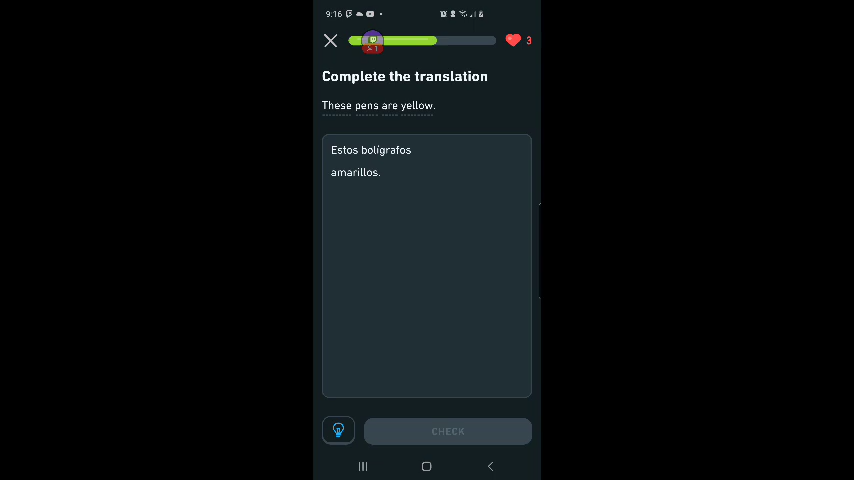 9:16
3
Complete the translation
These pens are yellow.
Estos bolígrafos
amarillos.
CHECK